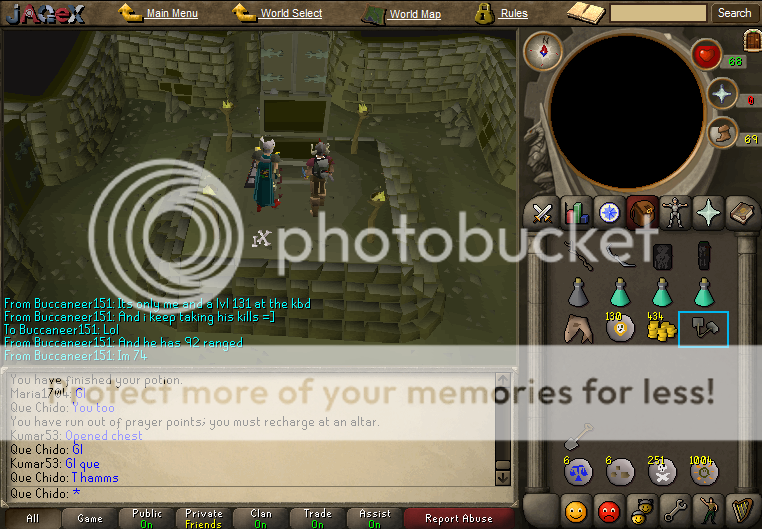 JAGEX Main Menu World Select World Map Rules Search
N
68
0
69
photobucket
From Buccaneer151: Its only me and a lvl 131 at the kbd
From Buccaneer151: And i keep taking his kills =]
To Buccaneer151: Lol
From Buccaneer151: And he has 92 ranged
From Buccaneer151: Im 74
130 434
Protect more of your memories for less!
You have finished your potion.
Maria1704: Gl
Que Chido: You too
You have run out of prayer points; you must recharge at an altar.
Kumar53: Opened chest
Que Chido: Gl
Kumar53: Gl que
Que Chido: Thamms
Que Chido: *
6 6 251 1004
All Game Public On Private Friends Clan On Trade On Assist On Report Abuse